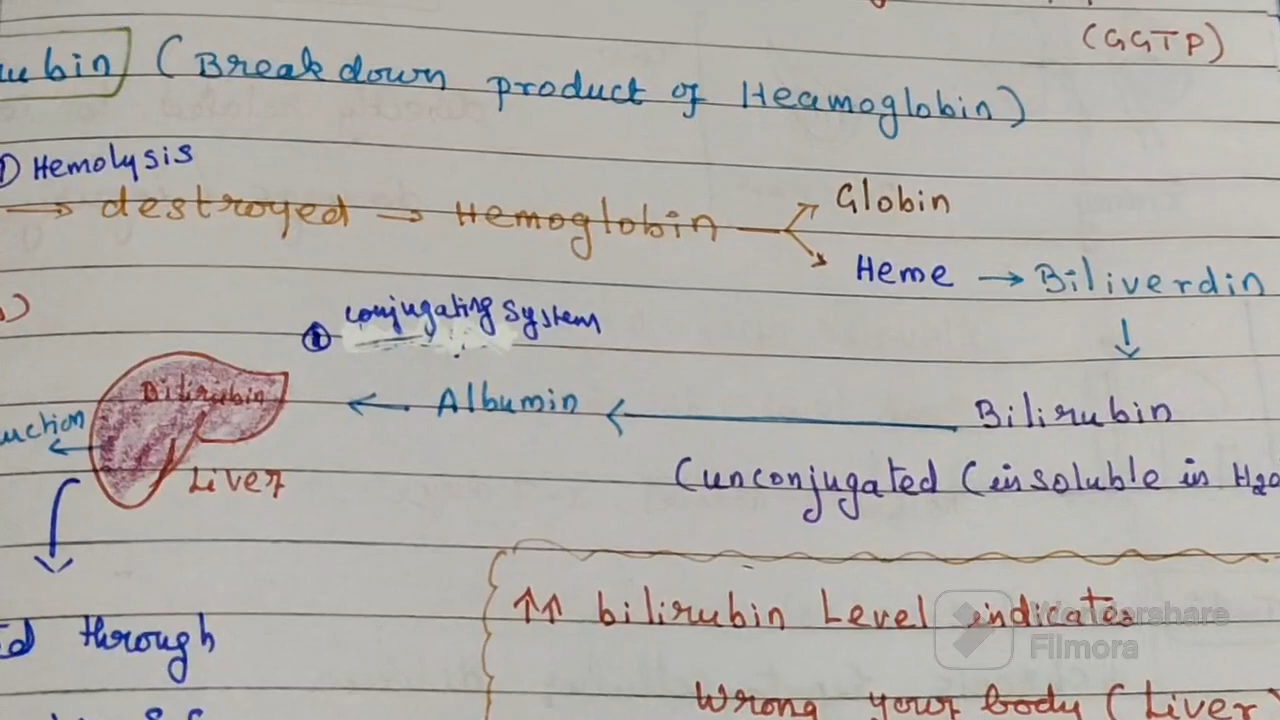 (GGTP)
ubin (Breakdown product of Heamoglobin)
① Hemolysis
→ destroyed → Hemoglobin → Globin
Heme → Biliverdin
↓
conjugating system
Bilirubin ← Albumin ← Bilirubin
uction ←
Liver
(unconjugated (insoluble in H2O
↑↑ bilirubin Level indicates
through
Wrong your body (Liver)
Wondershare
Filmora